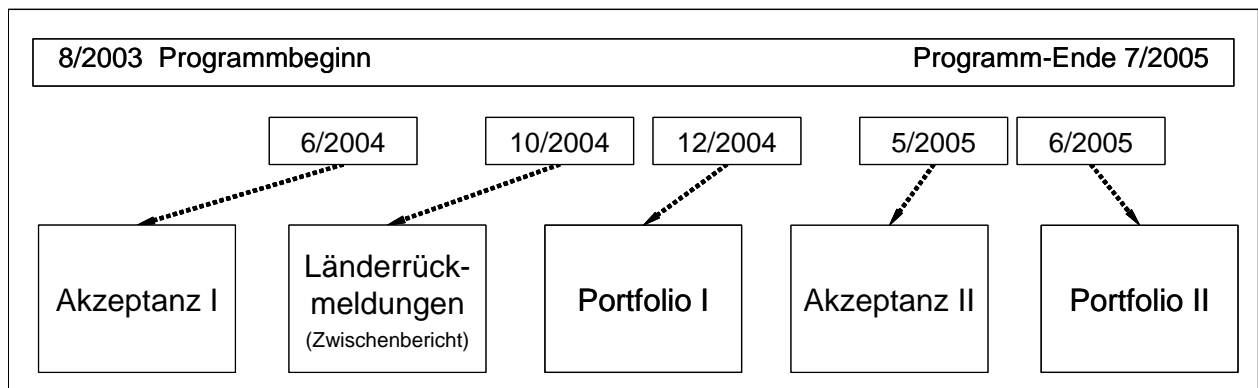 8/2003 Programmbeginn Programm-Ende 7/2005
6/2004 10/2004 12/2004 5/2005 6/2005
Akzeptanz I
Länderrück-
meldungen
(Zwischenbericht)
Portfolio I
Akzeptanz II
Portfolio II